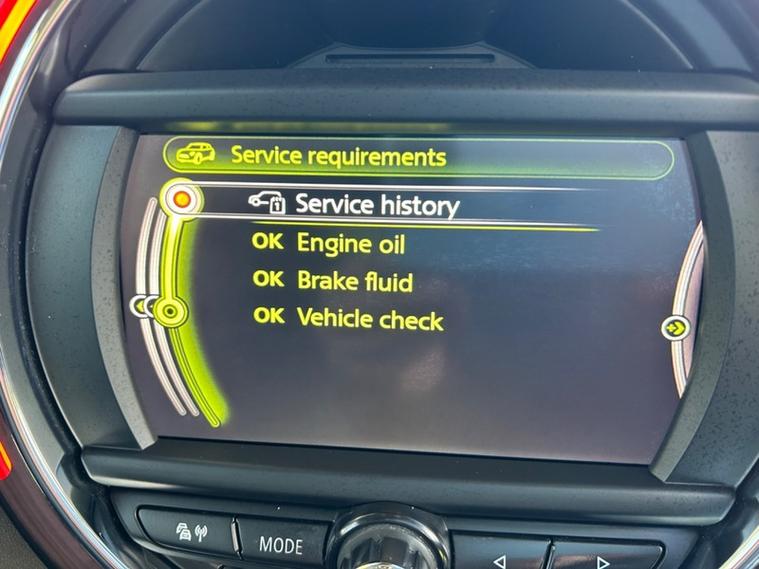 Service requirements
Service history
OK Engine oil
OK Brake fluid
OK Vehicle check
MODE